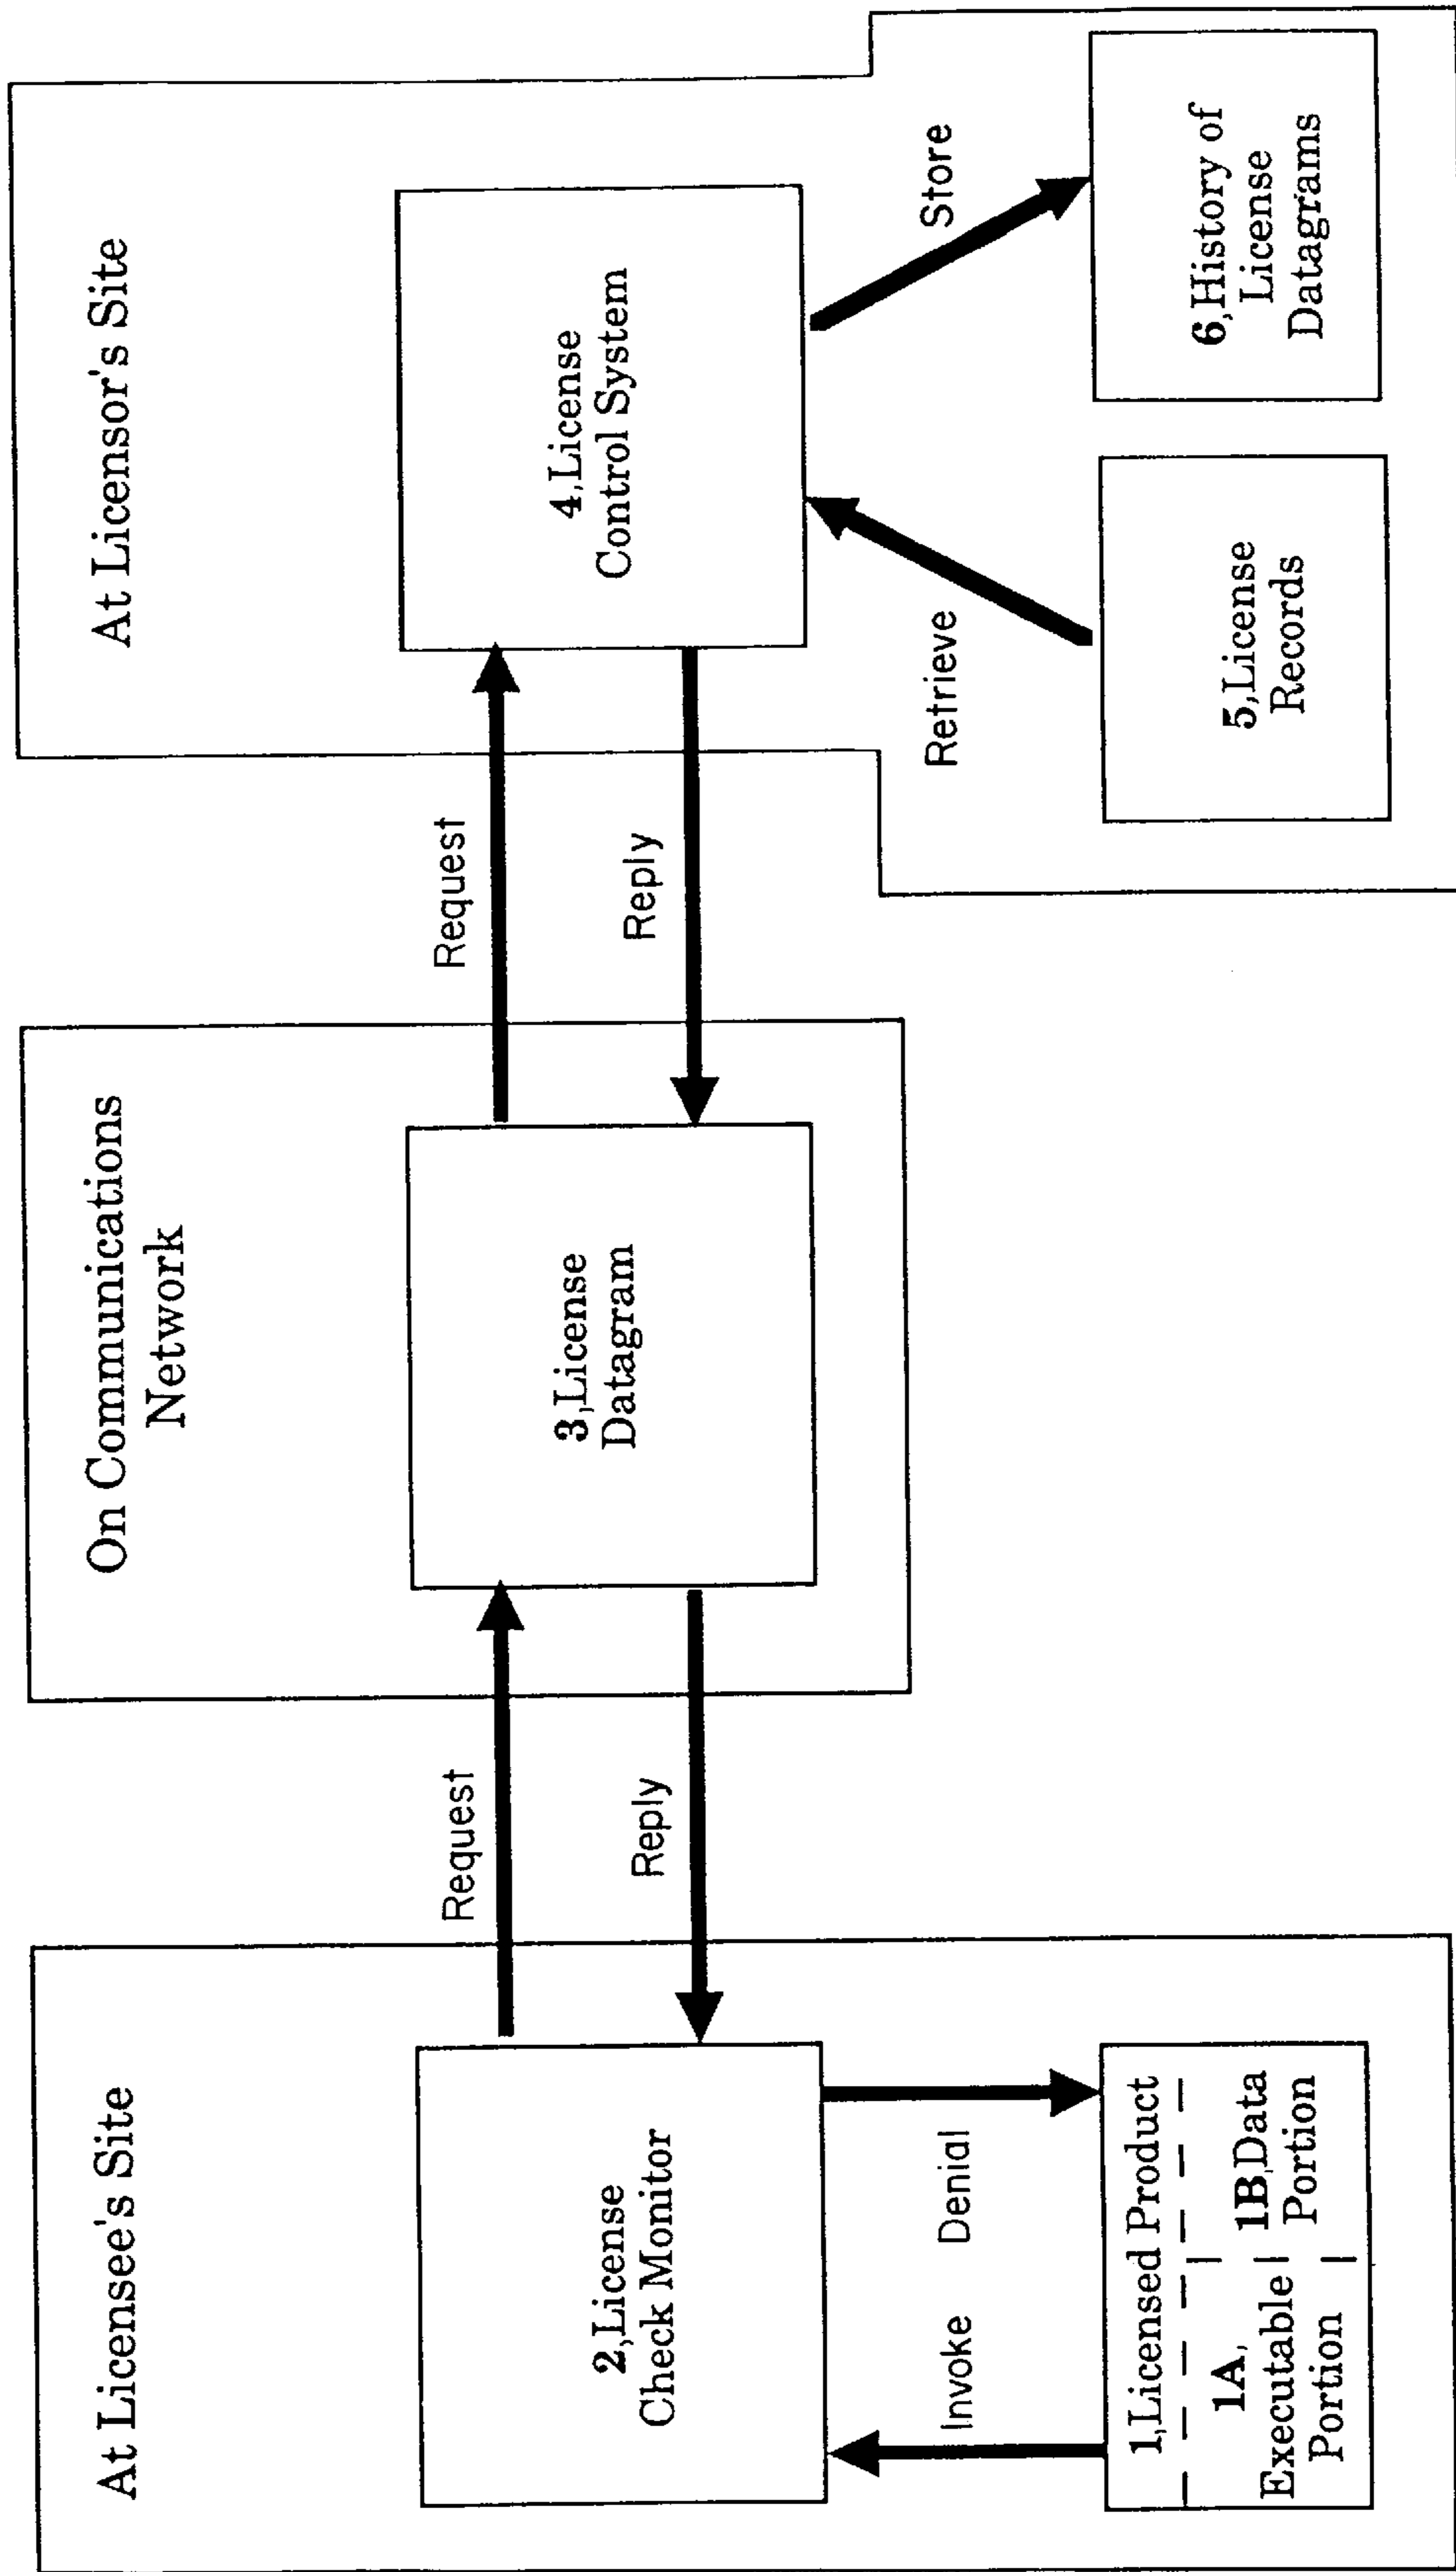 At Licensee's Site
2,License
Check Monitor
Invoke
Denial
1,Licensed Product
1A,
Executable
Portion
1B,Data
Portion
Request
Reply
On Communications
Network
3,License
Datagram
Request
Reply
At Licensor's Site
4,License
Control System
Retrieve
Store
5,License
Records
6,History of
License
Datagrams